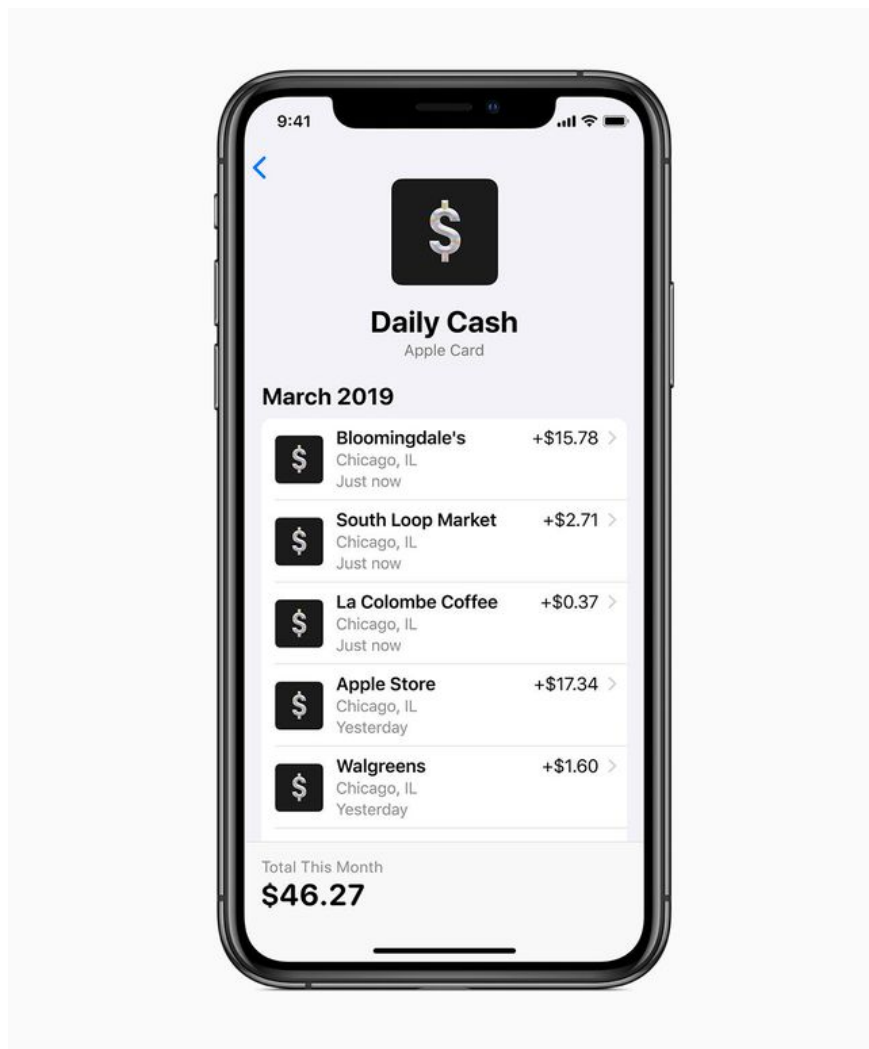 9:41
$
Daily Cash
Apple Card
March 2019
$
Bloomingdale's
+$15.78
Chicago, IL
Just now
$
South Loop Market
+$2.71
Chicago, IL
Just now
$
La Colombe Coffee
+$0.37
Chicago, IL
Just now
$
Apple Store
+$17.34
Chicago, IL
Yesterday
$
Walgreens
+$1.60
Chicago, IL
Yesterday
Total This Month
$46.27